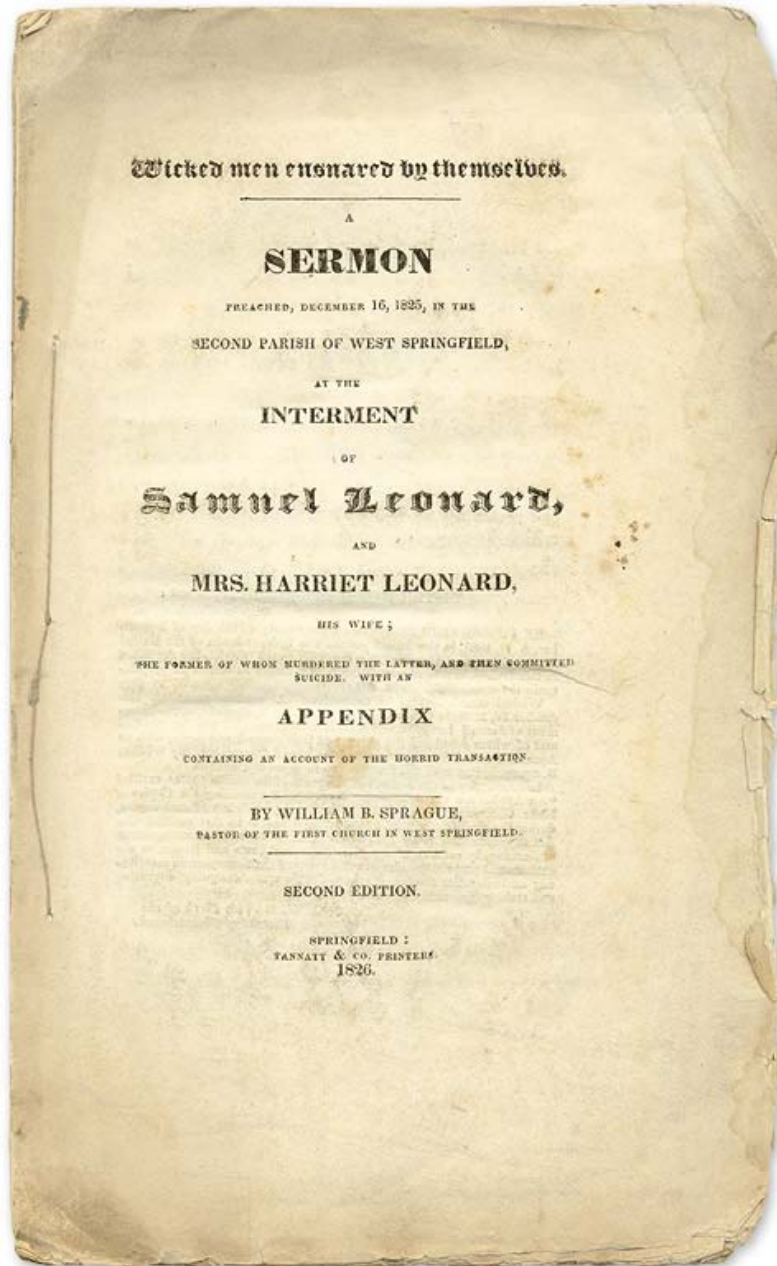 Wicked men ensnared by themselves.
A
SERMON
PREACHED, DECEMBER 16, 1825, IN THE
SECOND PARISH OF WEST SPRINGFIELD,
AT THE
INTERMENT
OF
Samuel Leonard,
AND
MRS. HARRIET LEONARD,
HIS WIFE;
THE FORMER OF WHOM MURDERED THE LATTER, AND THEN COMMITTED
SUICIDE. WITH AN
APPENDIX
CONTAINING AN ACCOUNT OF THE HORRID TRANSACTION
BY WILLIAM B. SPRAGUE,
PASTOR OF THE FIRST CHURCH IN WEST SPRINGFIELD.
SECOND EDITION.
SPRINGFIELD:
TANNATT & CO. PRINTERS.
1826.